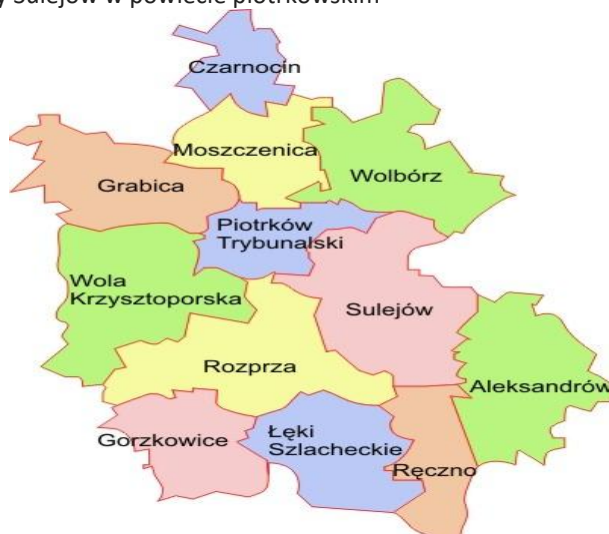 y Sulejów w powiecie piotrkowskim
Czarnocin
Moszczenica
Wolbórz
Grabica
Piotrków
Trybunalski
Wola
Krzysztoporska
Sulejów
Rozprza
Aleksandrów
Gorzkowice
Łęki
Szlacheckie
Ręczno